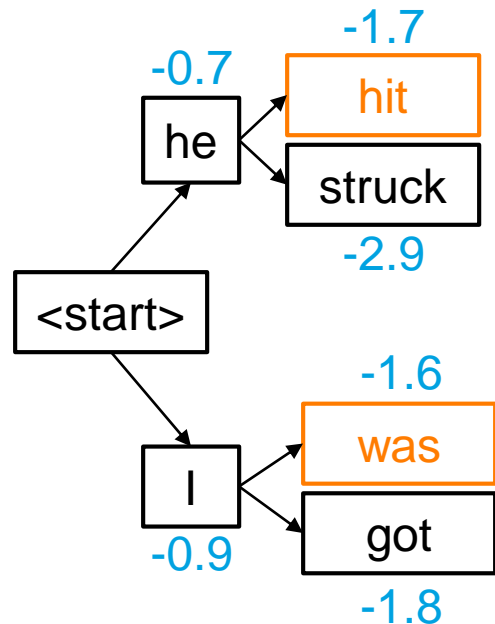 -1.7
-0.7
hit
he
struck
-2.9
<start>
-1.6
was
I
got
-0.9
-1.8